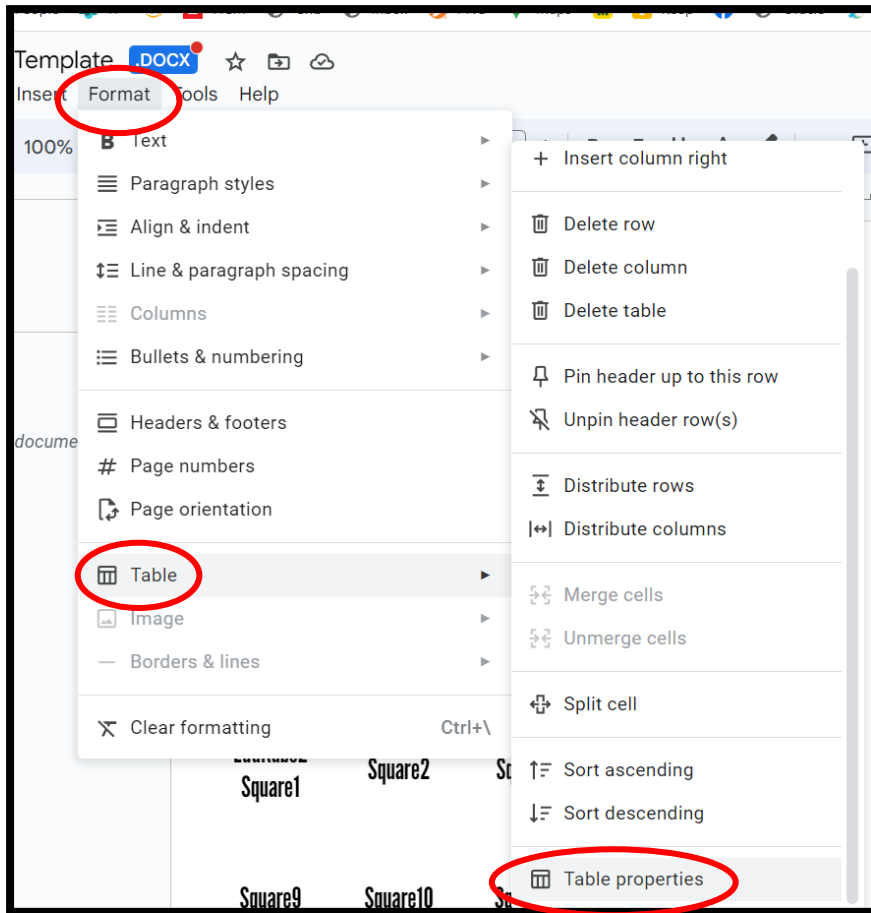 Template .DOCX
Insert Format Tools Help
100%
Text
Paragraph styles
Align & indent
Line & paragraph spacing
Columns
Bullets & numbering
Headers & footers
# Page numbers
Page orientation
Table
Image
Borders & lines
Clear formatting Ctrl+\
+ Insert column right
Delete row
Delete column
Delete table
Pin header up to this row
Unpin header row(s)
Distribute rows
Distribute columns
Merge cells
Unmerge cells
Split cell
Sort ascending
Sort descending
Table properties
docume
Square1 Square2 Sq
Square9 Square10